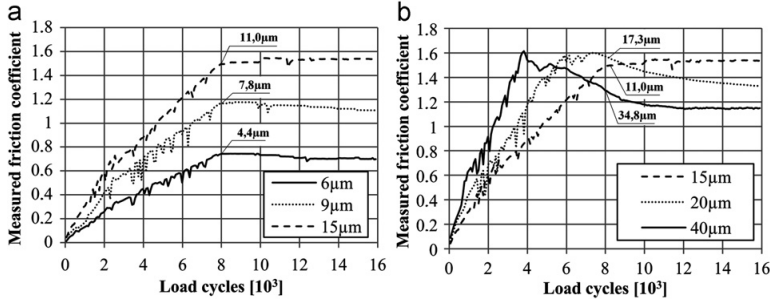 a
Measured friction coefficient
1.8
1.6
1.4
1.2
1
0.8
0.6
0.4
0.2
0
11,0µm
7,8µm
4,4µm
6µm
9µm
15µm
0 2 4 6 8 10 12 14 16
Load cycles [10³]
b
Measured friction coefficient
1.8
1.6
1.4
1.2
1
1.6
0.6
0.4
0.2
0
17,3µm
11,0µm
34,8µm
15µm
20µm
40µm
0 2 4 6 8 10 12 14 16
Load cycles [10³]